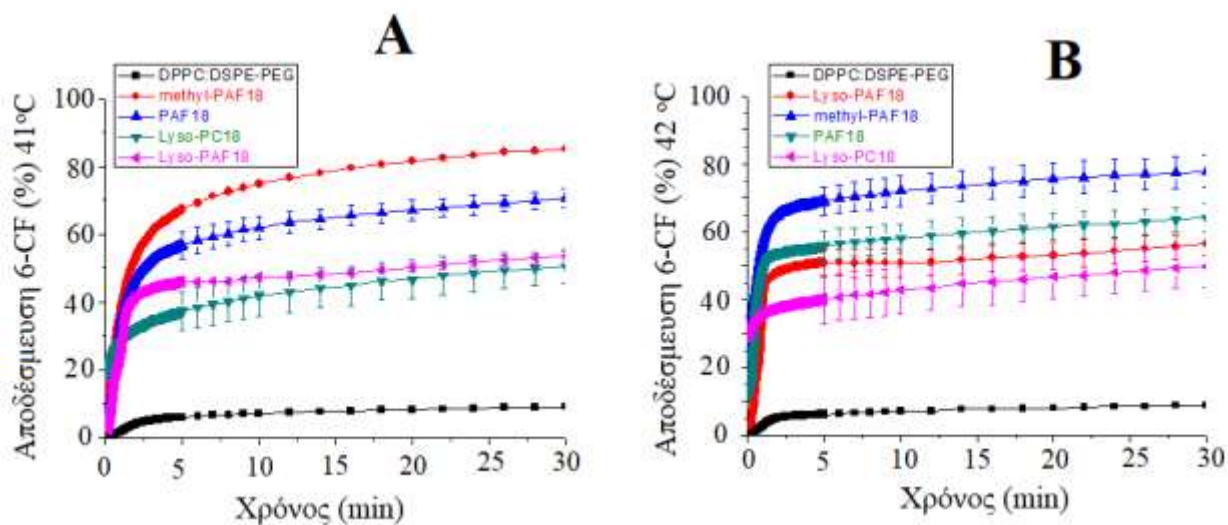 A
DPPC:DSPE-PEG
methyl-PAF18
PAF18
Lyso-PC18
Lyso-PAF18
Αποδέσμευση 6-CF (%) 41°C
100
80
60
40
20
0
0 5 10 15 20 25 30
Χρόνος (min)
B
DPPC:DSPE-PEG
Lyso-PAF18
methyl-PAF18
PAF18
Lyso-PC18
Αποδέσμευση 6-CF (%) 42 °C
100
80
60
40
20
0
0 5 10 15 20 25 30
Χρόνος (min)